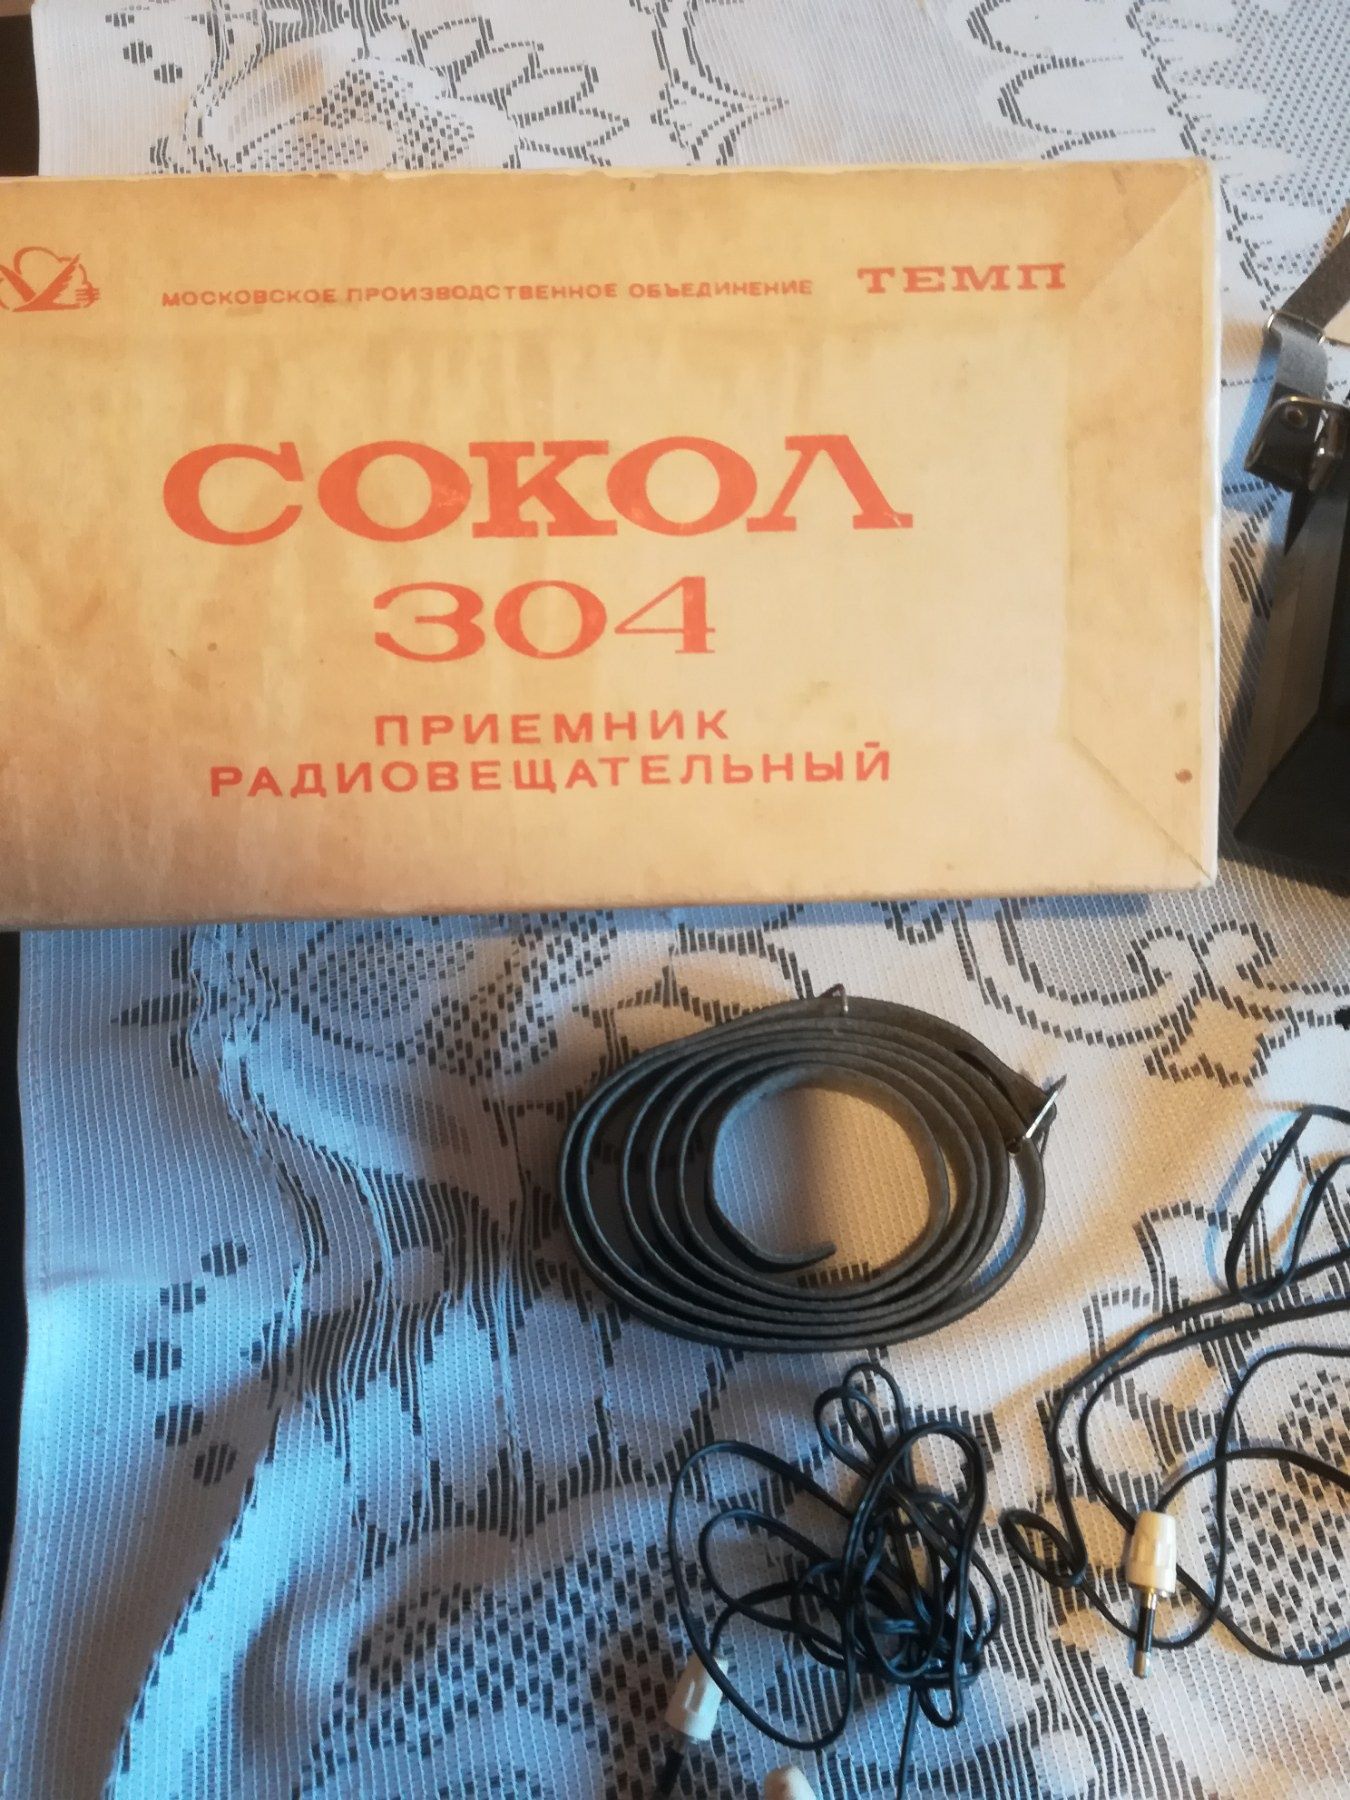 МОСКОВСКОЕ ПРОИЗВОДСТВЕННОЕ ОБЪЕДИНЕНИЕ ТЕМП
СОКОЛ
304
ПРИЕМНИК
РАДИОВЕЩАТЕЛЬНЫЙ